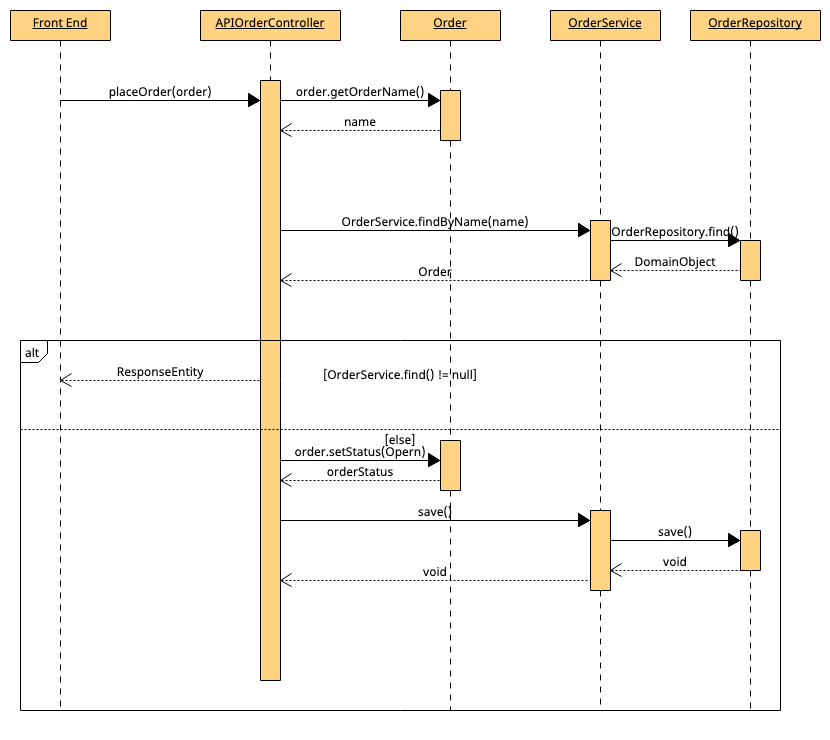 Front End
APIOrderController
Order
OrderService
OrderRepository
placeOrder(order)
order.getOrderName()
name
OrderService.findByName(name)
OrderRepository.find()
DomainObject
Order
alt
ResponseEntity
[OrderService.find() != null]
[else]
order.setStatus(Opern)
orderStatus
save()
save()
void
void